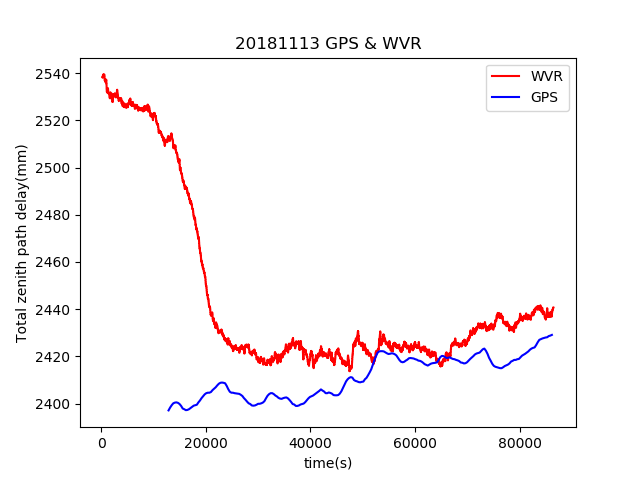 20181113 GPS & WVR
WVR
GPS
Total zenith path delay(mm)
2540
2520
2500
2480
2460
2440
2420
2400
0 20000 40000 60000 80000
time(s)